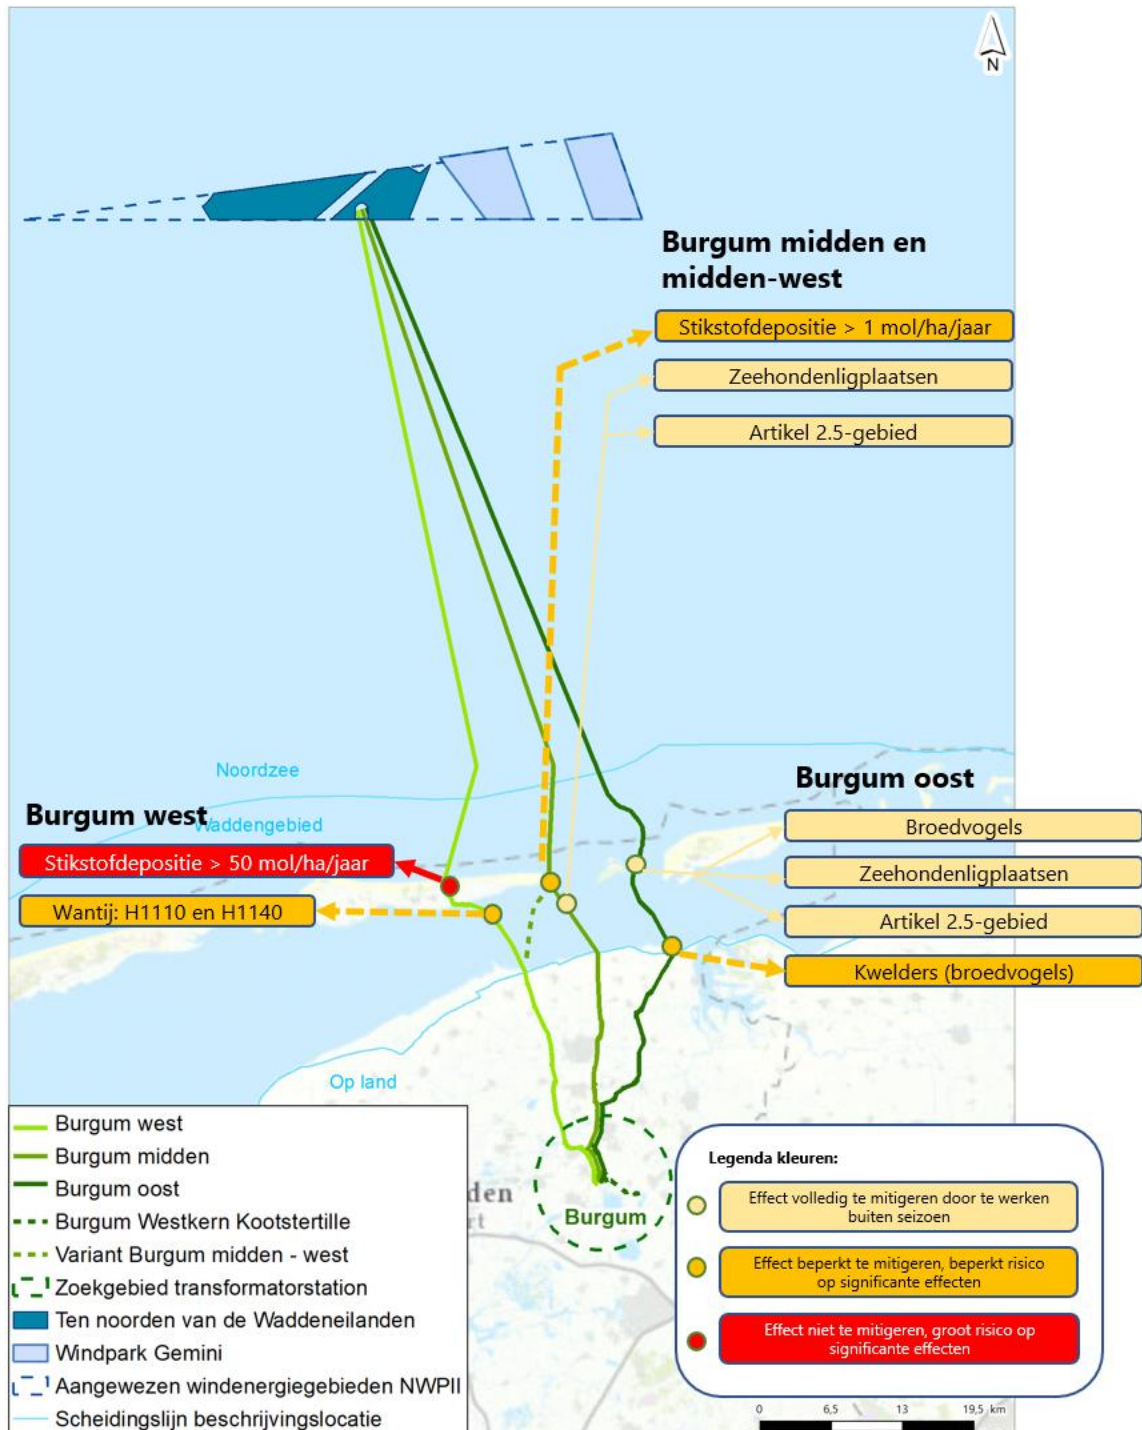 N
Burgum midden en
midden-west
Stikstofdepositie > 1 mol/ha/jaar
Zeehondenligplaatsen
Artikel 2.5-gebied
Noordzee
Waddengebied
Burgum west
Stikstofdepositie > 50 mol/ha/jaar
Wantij: H1110 en H1140
Burgum oost
Broedvogels
Zeehondenligplaatsen
Artikel 2.5-gebied
Kwelders (broedvogels)
Op land
den
rt
Burgum
Burgum west
Burgum midden
Burgum oost
Burgum Westkern Kootstertille
Variant Burgum midden - west
Zoekgebied transformatorstation
Ten noorden van de Waddeneilanden
Windpark Gemini
Aangewezen windenergiegebieden NWPII
Scheidingslijn beschrijvingslocatie
Legenda kleuren:
Effect volledig te mitigeren door te werken
buiten seizoen
Effect beperkt te mitigeren, beperkt risico
op significante effecten
Effect niet te mitigeren, groot risico op
significante effecten
0 6,5 13 19,5 km